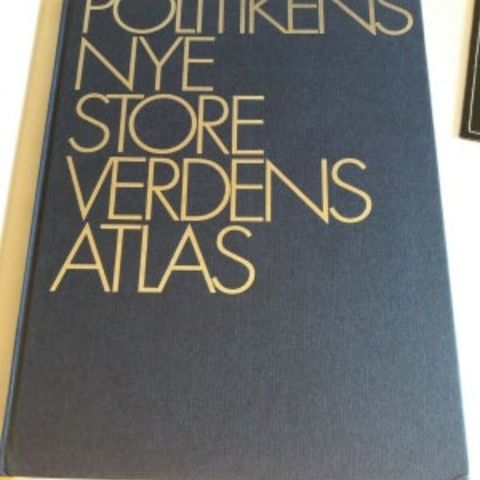 POLITIKENS
NYE
STORE
VERDENS
ATLAS